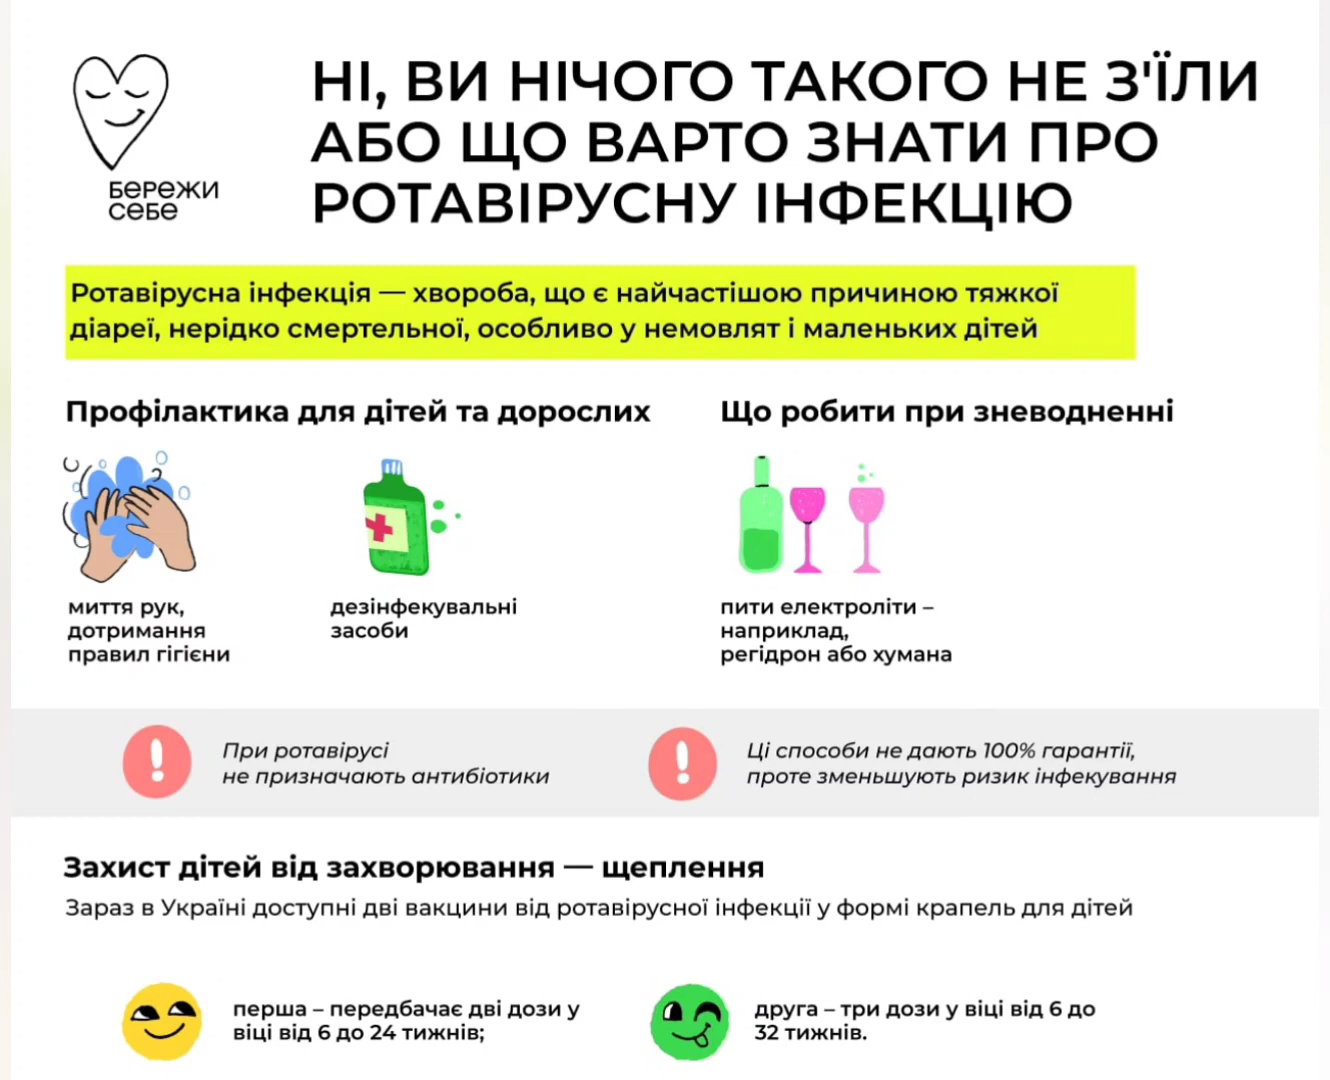 БЕРЕЖИ
СЕБЕ
НІ, ВИ НІЧОГО ТАКОГО НЕ З'ЇЛИ
АБО ЩО ВАРТО ЗНАТИ ПРО
РОТАВІРУСНУ ІНФЕКЦІЮ
Ротавірусна інфекція — хвороба, що є найчастішою причиною тяжкої
діареї, нерідко смертельної, особливо у немовлят і маленьких дітей
Профілактика для дітей та дорослих
миття рук,
дотримання
правил гігієни
дезінфекувальні
засоби
Що робити при зневодненні
пити електроліти –
наприклад,
регідрон або хумана
При ротавірусі
не призначають антибіотики
Ці способи не дають 100% гарантії,
проте зменьшують ризик інфекування
Захист дітей від захворювання — щеплення
Зараз в Україні доступні дві вакцини від ротавірусної інфекції у формі крапель для дітей
перша – передбачає дві дози у
віці від 6 до 24 тижнів;
друга – три дози у віці від 6 до
32 тижнів.